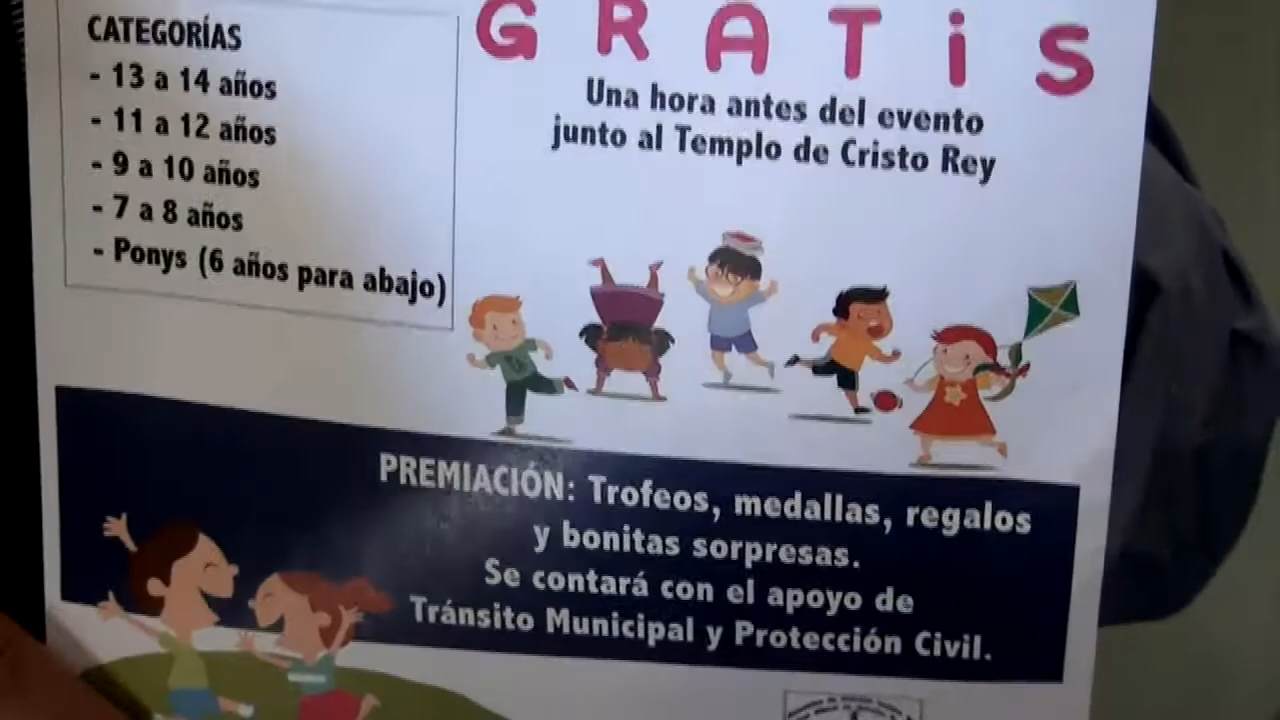 CATEGORÍAS
- 13 a 14 años
- 11 a 12 años
- 9 a 10 años
- 7 a 8 años
- Ponys (6 años para abajo)
GRATiS
Una hora antes del evento
junto al Templo de Cristo Rey
PREMIACIÓN: Trofeos, medallas, regalos
y bonitas sorpresas.
Se contará con el apoyo de
Tránsito Municipal y Protección Civil.